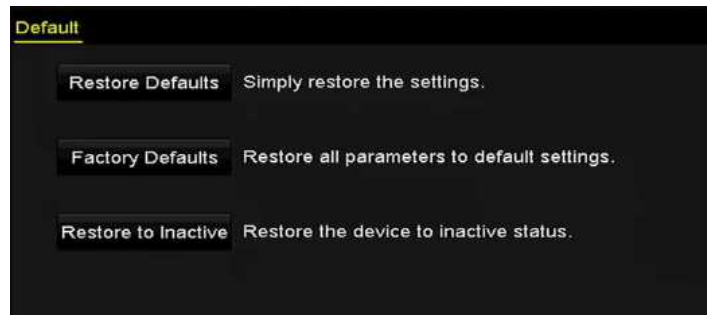 Default
Restore Defaults Simply restore the settings.
Factory Defaults Restore all parameters to default settings.
Restore to Inactive Restore the device to inactive status.